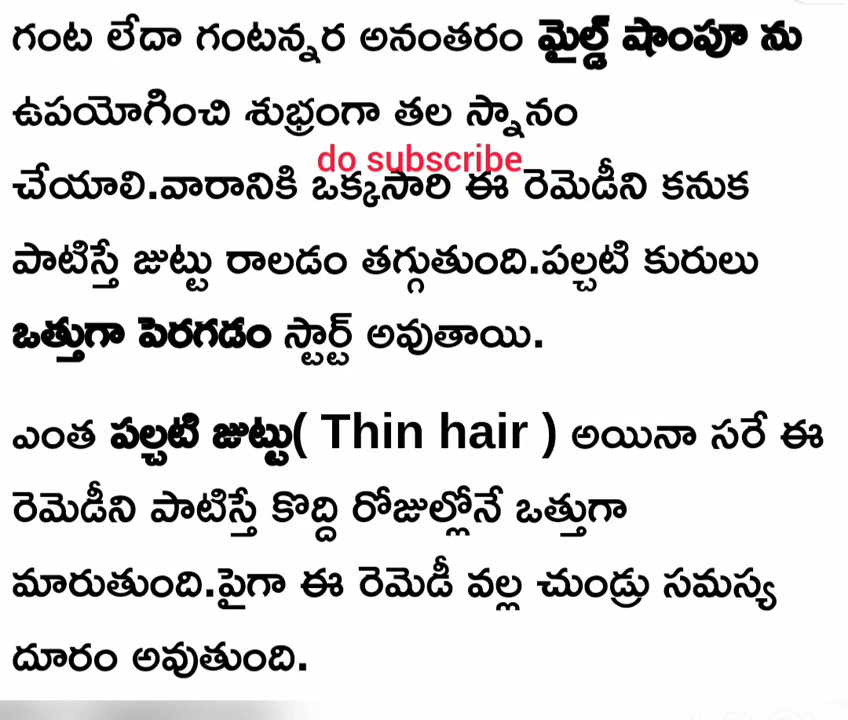 గంట లేదా గంటన్నర అనంతరం మైల్డ్ షాంపూ ను
ఉపయోగించి శుభ్రంగా తల స్నానం
do subscribe
చేయాలి.వారానికి ఒక్కసారి ఈ రెమెడీని కనుక
పాటిస్తే జుట్టు రాలడం తగ్గుతుంది.పల్చటి కురులు
ఒత్తుగా పెరగడం స్టార్ట్ అవుతాయి.
ఎంత పల్చటి జుట్టు( Thin hair ) అయినా సరే ఈ
రెమెడీని పాటిస్తే కొద్ది రోజుల్లోనే ఒత్తుగా
మారుతుంది.పైగా ఈ రెమెడీ వల్ల చుండ్రు సమస్య
దూరం అవుతుంది.